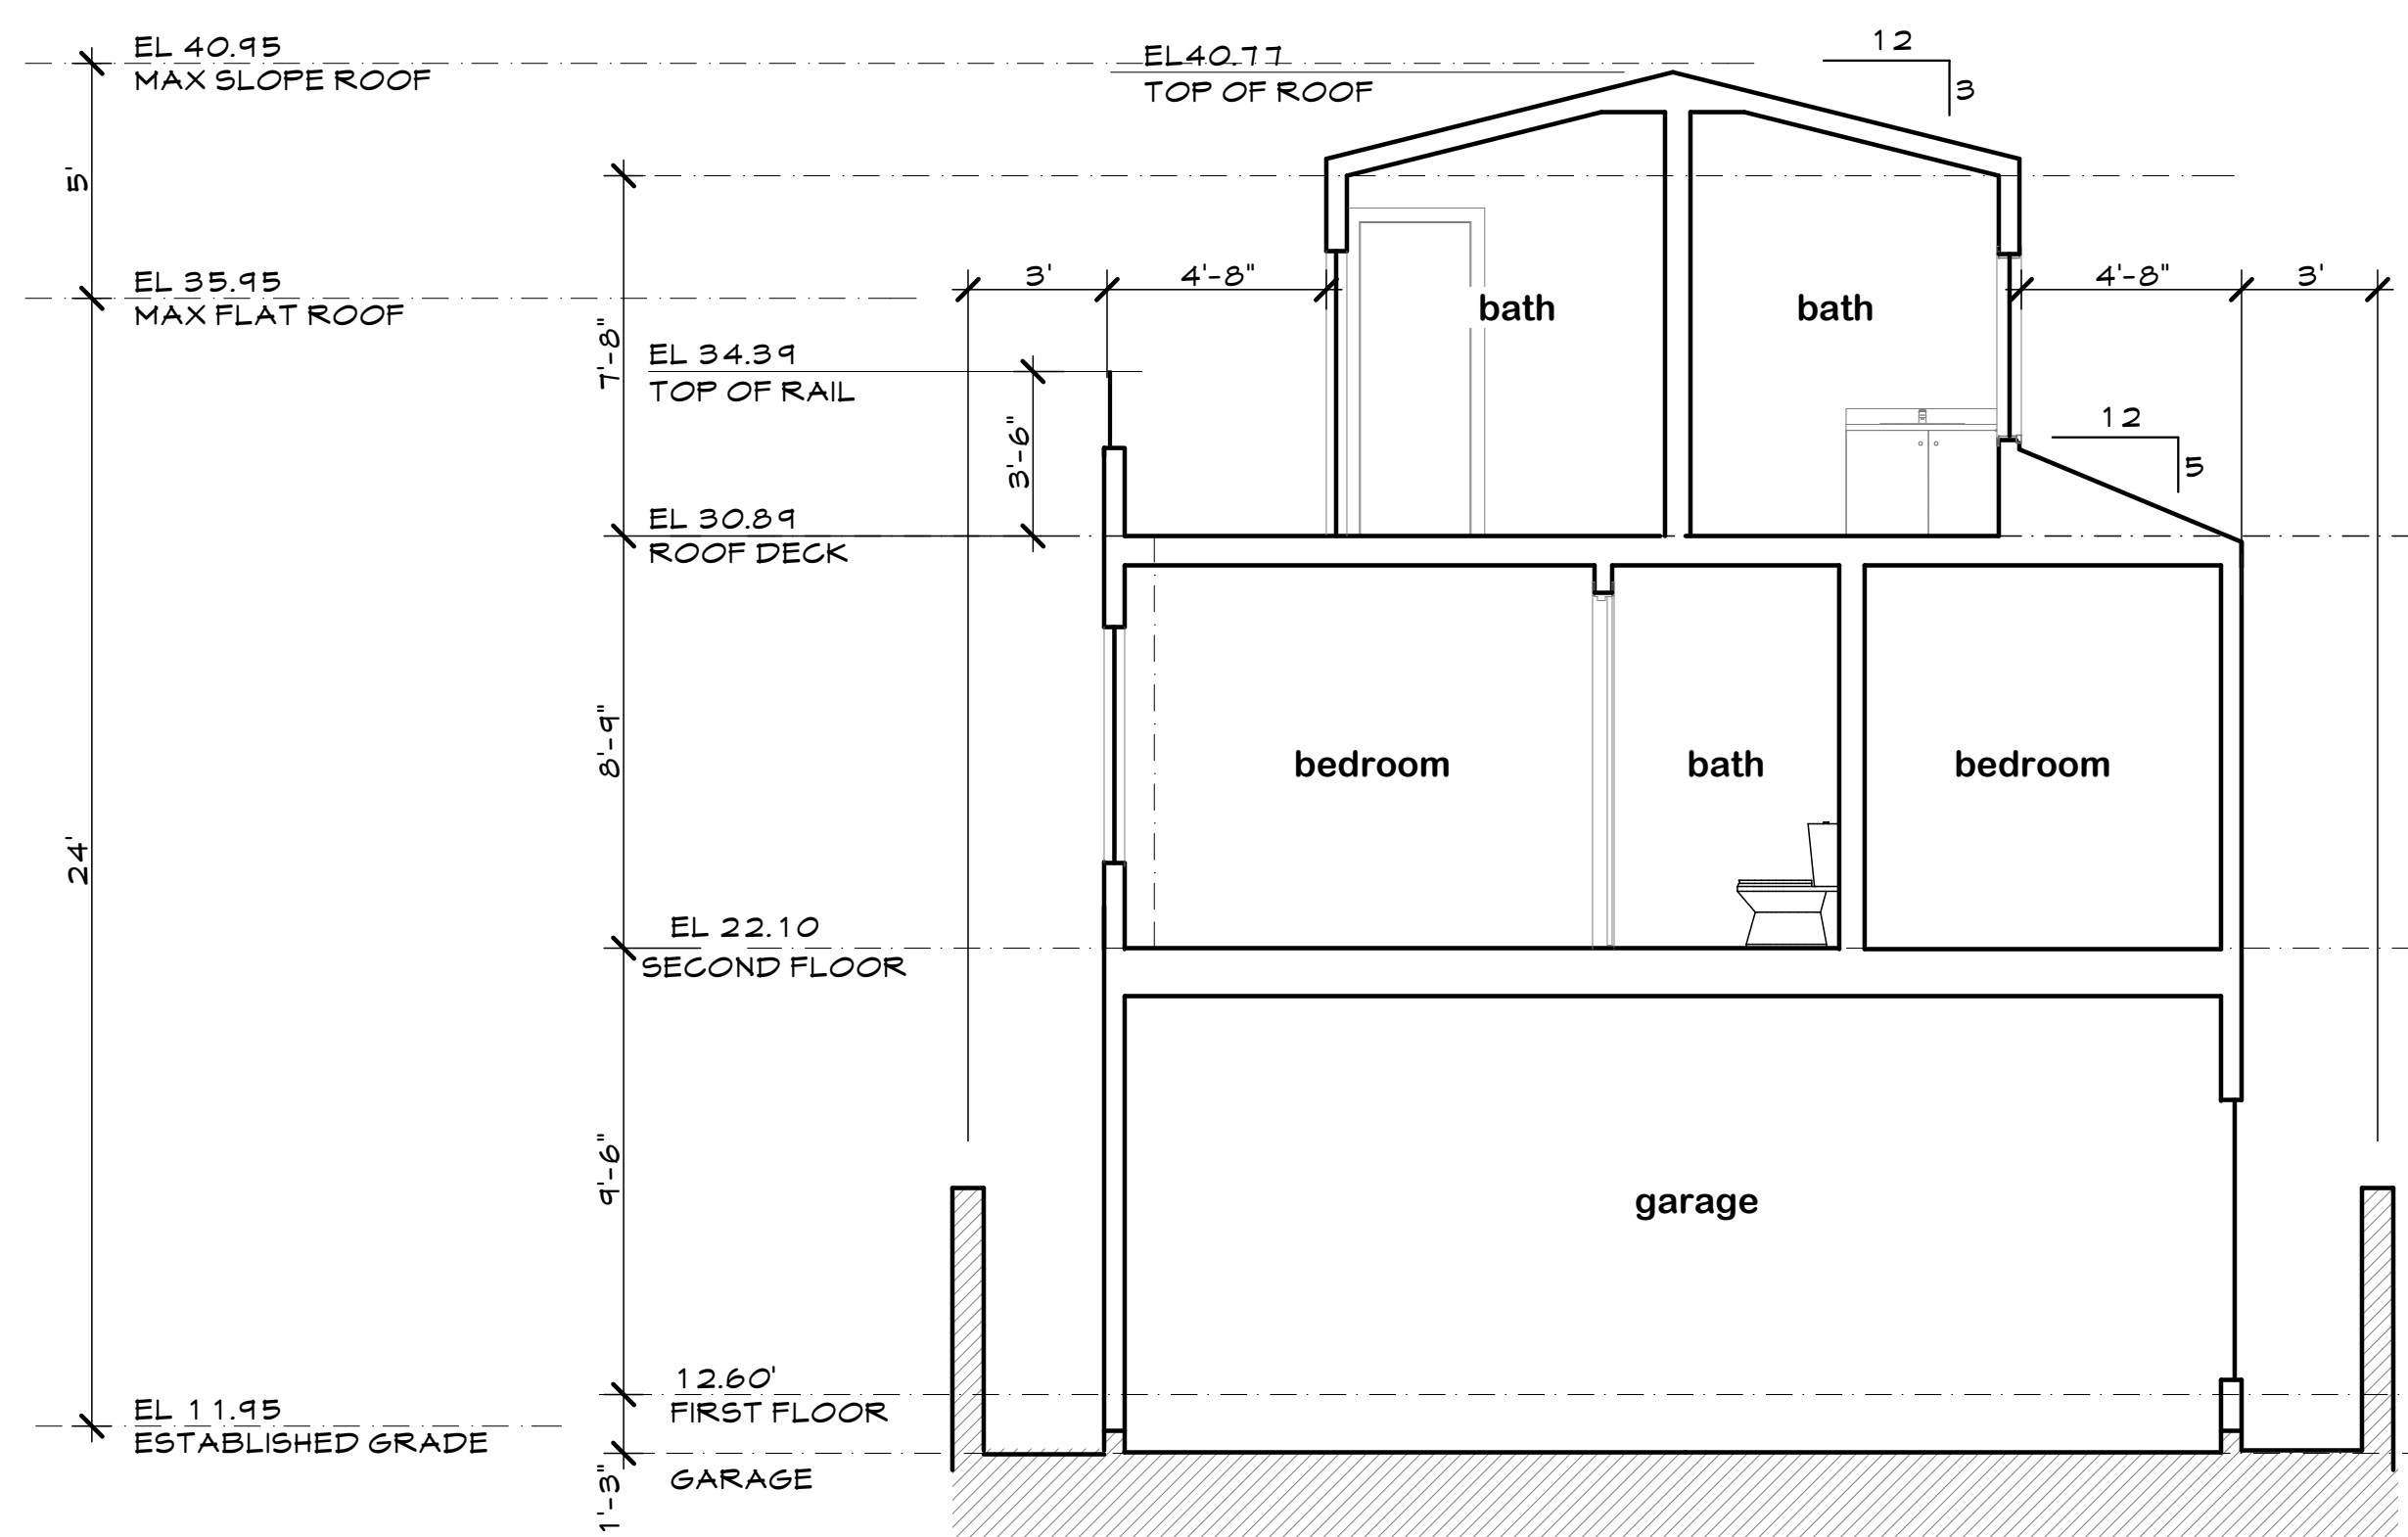 EL 40.95
MAX SLOPE ROOF
EL40.77
TOP OF ROOF
12
3
5'
EL 35.95
MAX FLAT ROOF
3'
4'-8"
bath
bath
4'-8"
3'
7'-8"
EL 34.39
TOP OF RAIL
3'-6"
12
5
EL 30.89
ROOF DECK
8'-9"
bedroom
bath
bedroom
24'
EL 22.10
SECOND FLOOR
9'-6"
garage
12.60'
FIRST FLOOR
EL 11.95
ESTABLISHED GRADE
GARAGE
1'-3"